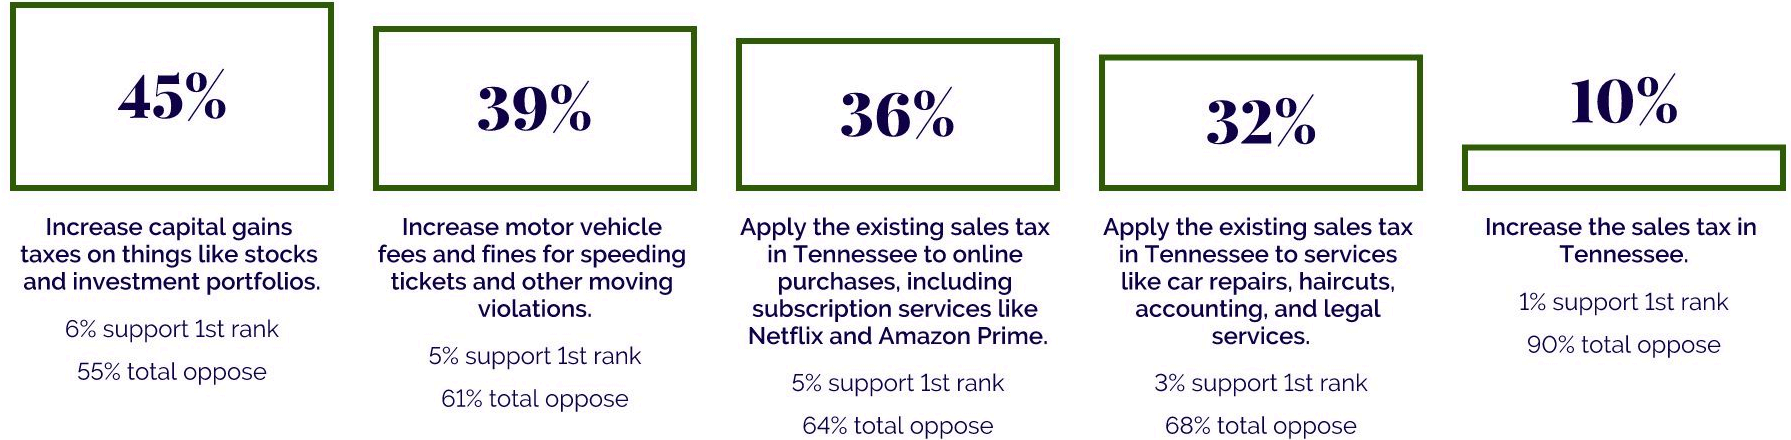 45%
Increase capital gains
taxes on things like stocks
and investment portfolios.
6% support 1st rank
55% total oppose
39%
Increase motor vehicle
fees and fines for speeding
tickets and other moving
violations.
5% support 1st rank
61% total oppose
36%
Apply the existing sales tax
in Tennessee to online
purchases, including
subscription services like
Netflix and Amazon Prime.
5% support 1st rank
64% total oppose
32%
Apply the existing sales tax
in Tennessee to services
like car repairs, haircuts,
accounting, and legal
services.
3% support 1st rank
68% total oppose
10%
Increase the sales tax in
Tennessee.
1% support 1st rank
90% total oppose